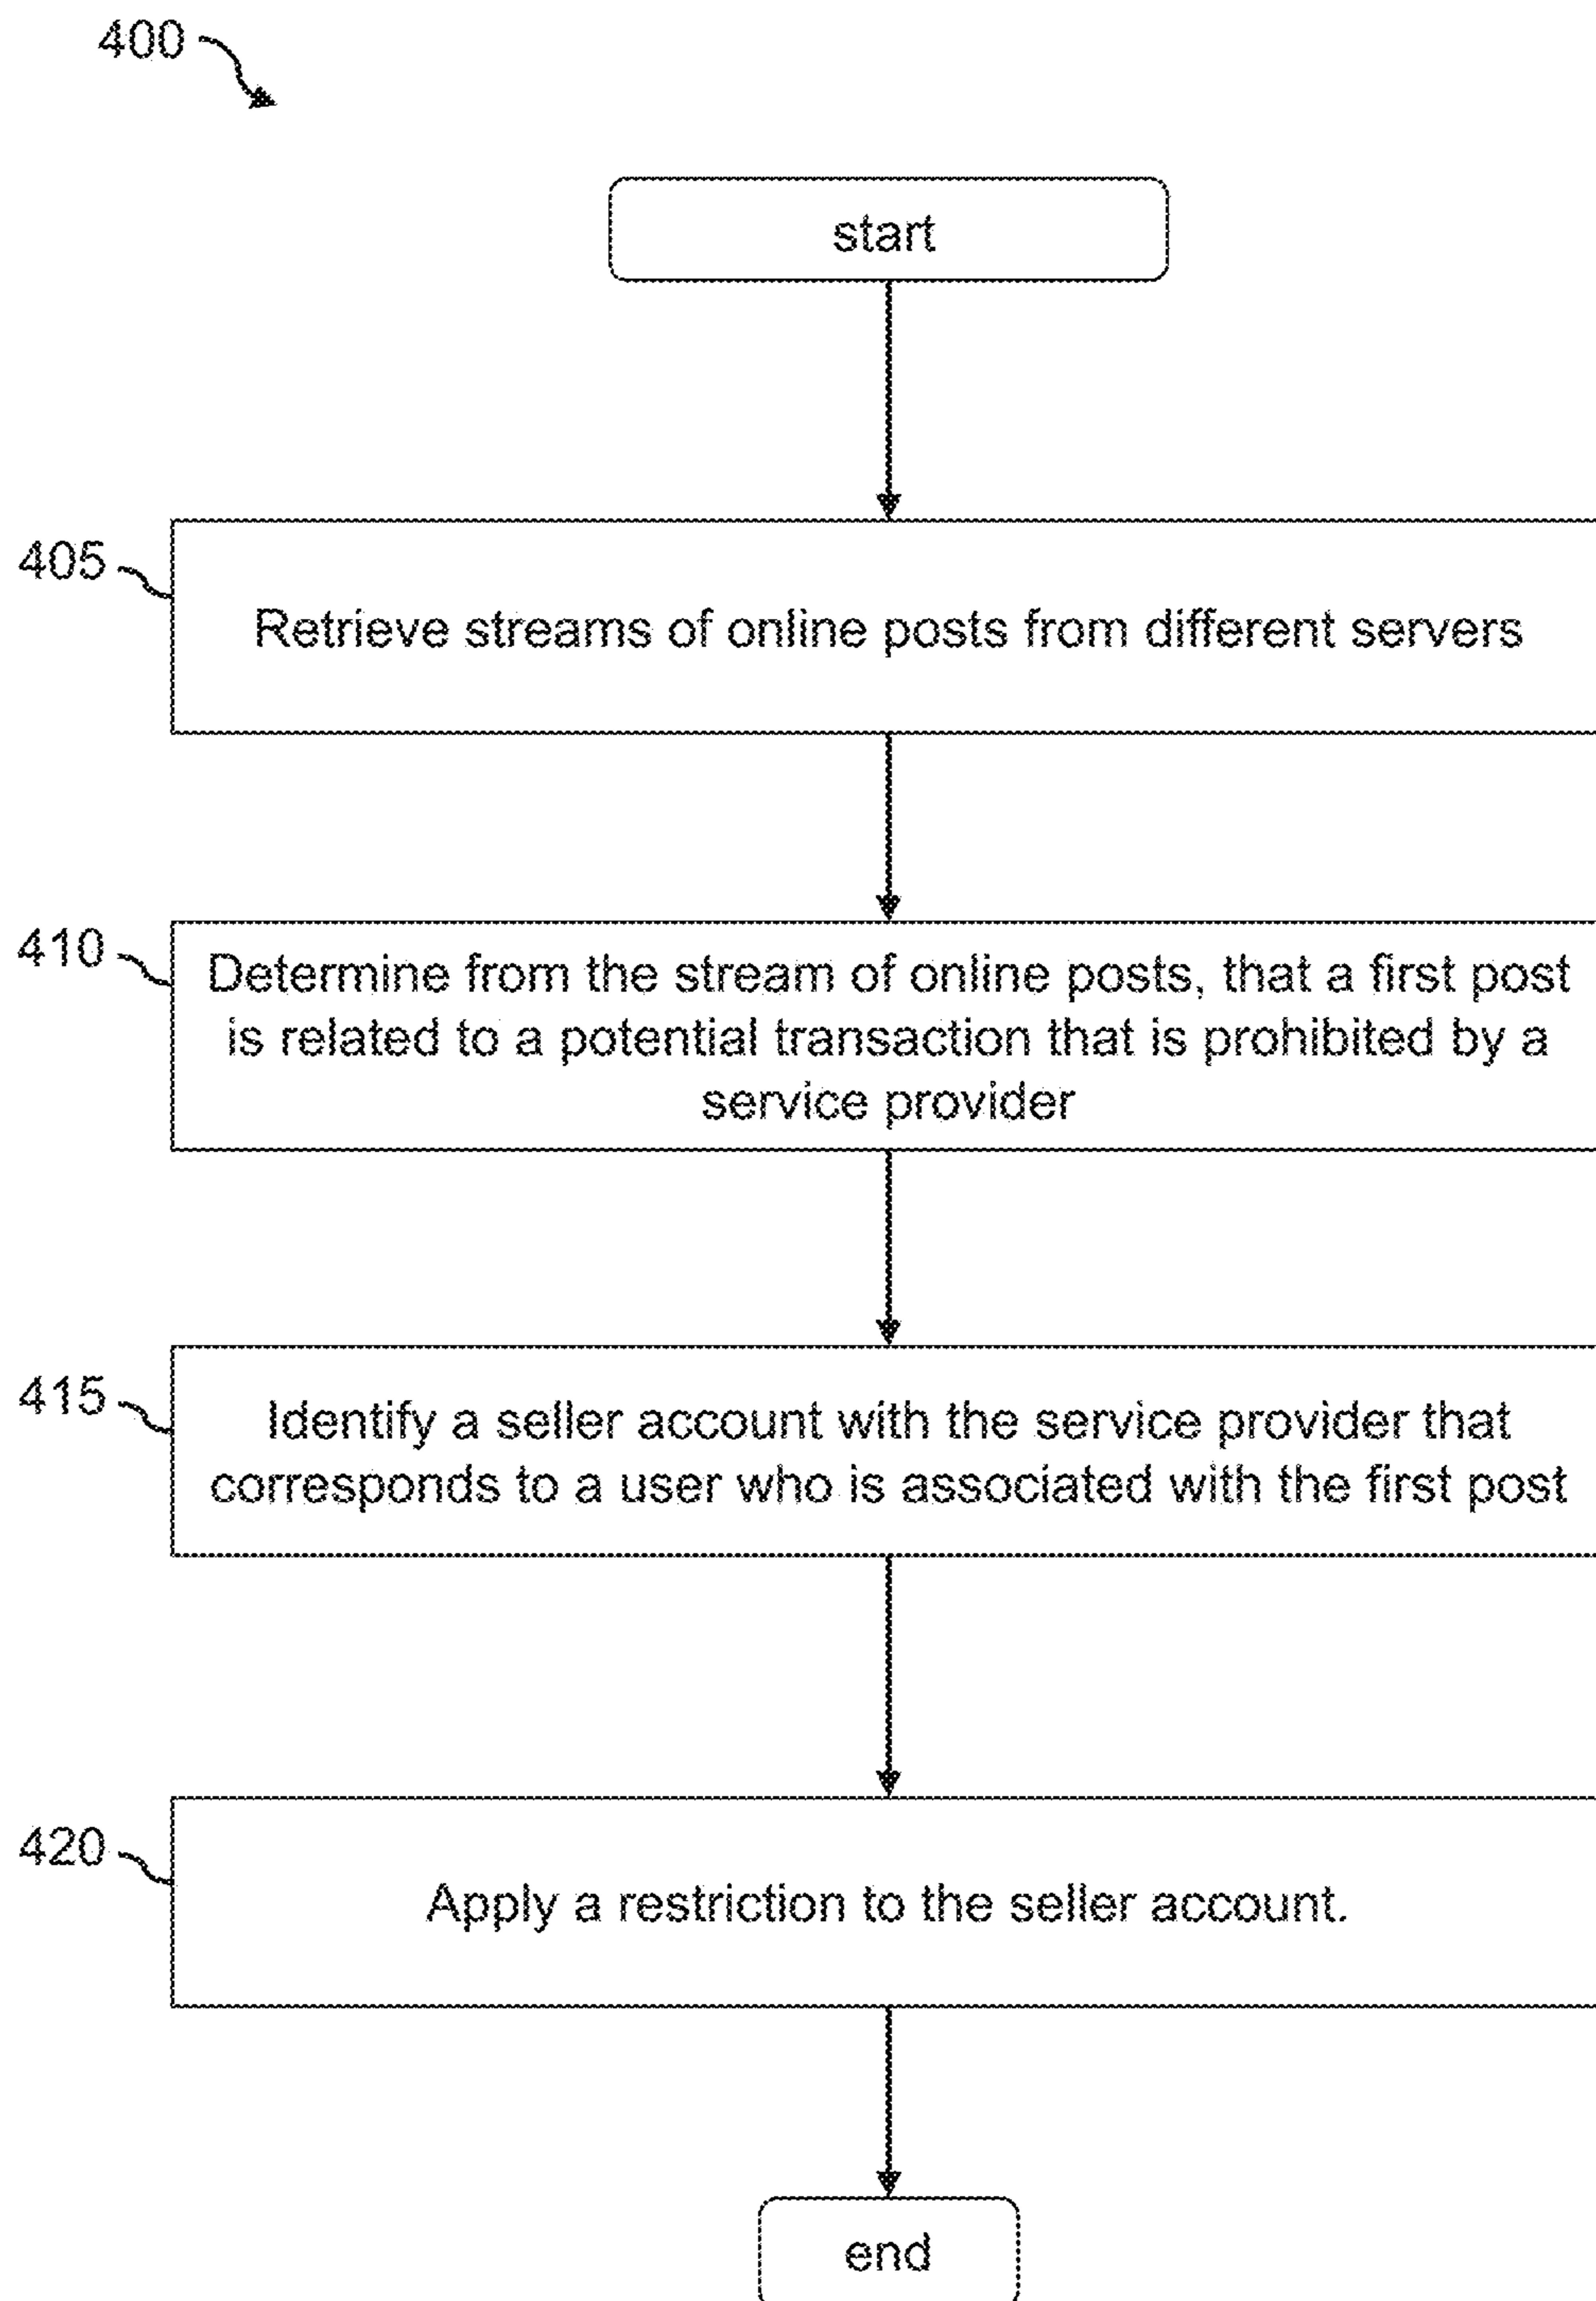 400
start
405
Retrieve streams of online posts from different servers
410
Determine from the stream of online posts, that a first post
is related to a potential transaction that is prohibited by a
service provider
415
Identify a seller account with the service provider that
corresponds to a user who is associated with the first post
420
Apply a restriction to the seller account.
end